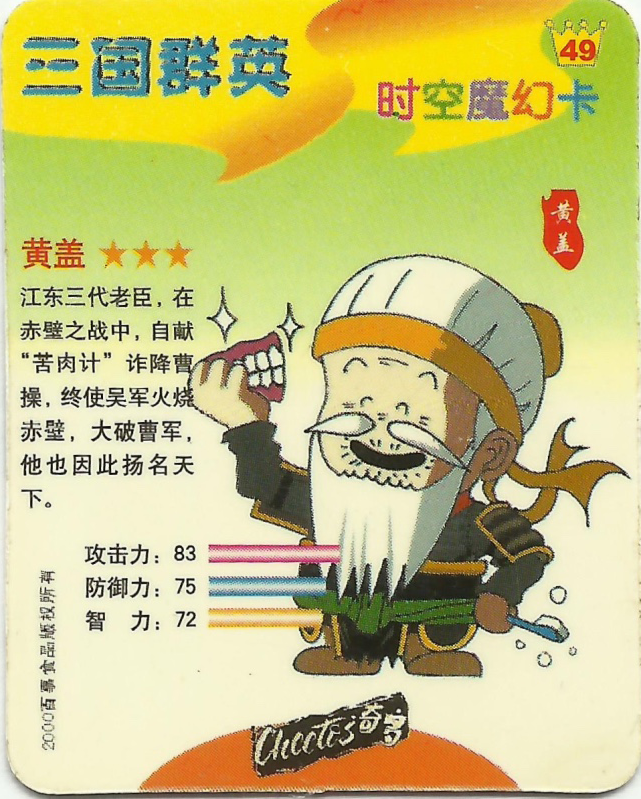 三国群英
49
时空魔幻卡
黄盖
黄盖 ★★★
江东三代老臣，在
赤壁之战中，自献
“苦肉计”诈降曹
操，终使吴军火烧
赤壁，大破曹军，
他也因此扬名天
下。
攻击力：83
防御力：75
智　力：72
2000百事食品版权所有
Cheetos奇多